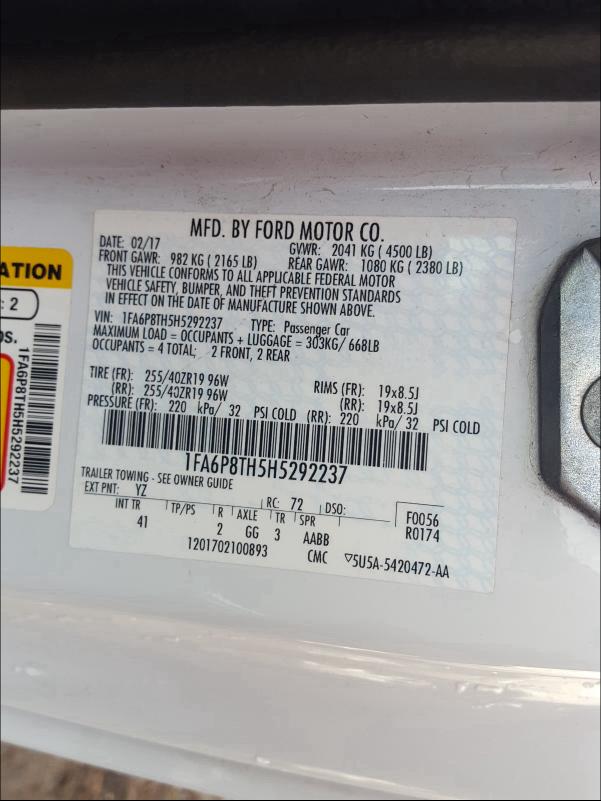 MFD. BY FORD MOTOR CO.
DATE: 02/17 GVWR: 2041 KG ( 4500 LB)
FRONT GAWR: 982 KG ( 2165 LB) REAR GAWR: 1080 KG ( 2380 LB)
THIS VEHICLE CONFORMS TO ALL APPLICABLE FEDERAL MOTOR
VEHICLE SAFETY, BUMPER, AND THEFT PREVENTION STANDARDS
IN EFFECT ON THE DATE OF MANUFACTURE SHOWN ABOVE.
VIN: 1FA6P8TH5H5292237 TYPE: Passenger Car
MAXIMUM LOAD = OCCUPANTS + LUGGAGE = 303KG/ 668LB
OCCUPANTS = 4 TOTAL; 2 FRONT, 2 REAR
TIRE (FR): 255/40ZR19 96W RIMS (FR): 19x8.5J
(RR): 255/40ZR19 96W (RR): 19x8.5J
PRESSURE (FR): 220 kPa/ 32 PSI COLD (RR): 220 kPa/ 32 PSI COLD
1FA6P8TH5H5292237
TRAILER TOWING - SEE OWNER GUIDE
EXT PNT: YZ RC: 72 DSO:
INT TR TP/PS R AXLE TR SPR F0056
41 2 GG 3 AABB R0174
1201702100893 CMC ▽5U5A-5420472-AA
ATION
: 2
bs.
1FA6P8TH5H5292237